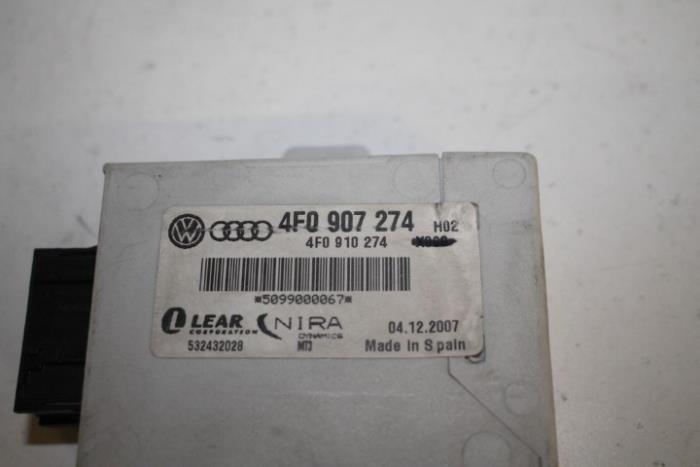 4F0 907 274 H02
4F0 910 274
*5099000067*
LEAR
CORPORATION
NIRA
DYNAMICS
04.12.2007
532432028 MT3 Made in Spain